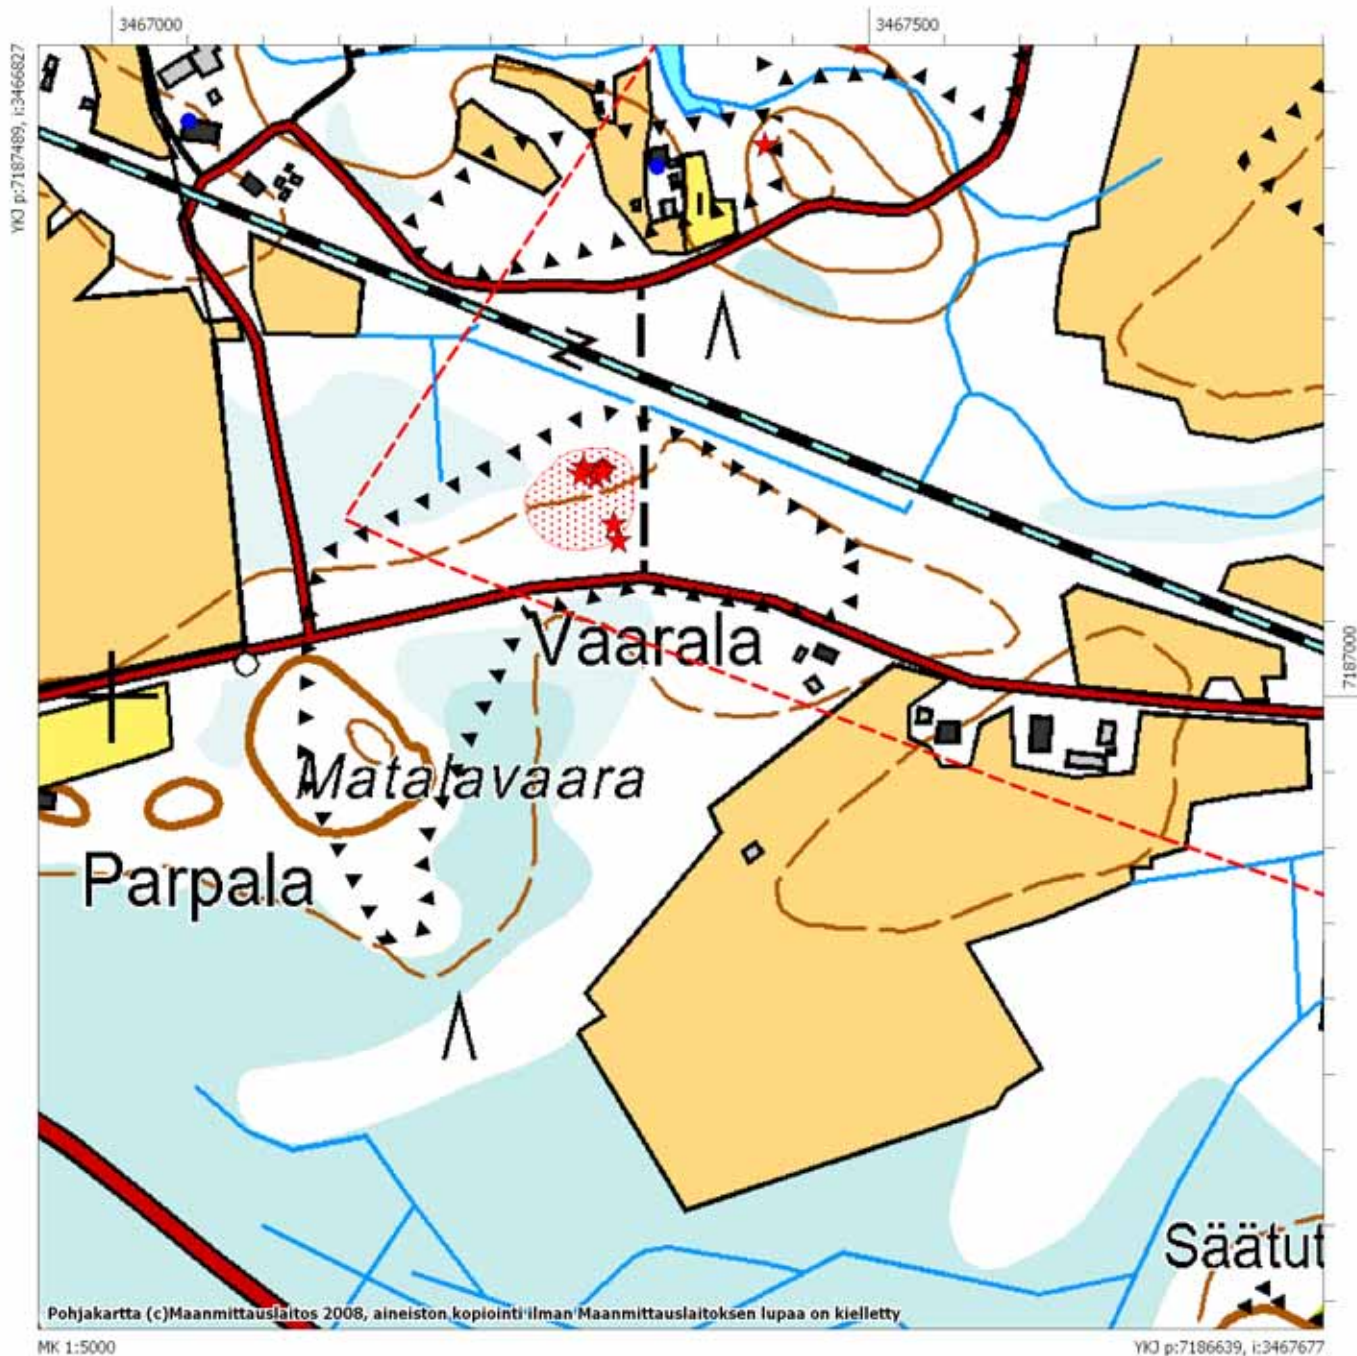 3467000
3467500
YKJ p:7187489, i:3466827
7187000
Vaarala
Matalavaara
Parpala
Säätut
Pohjakartta (c)Maanmittauslaitos 2008, aineiston kopiointi ilman Maanmittauslaitoksen lupaa on kielletty
MK 1:5000
YKJ p:7186639, i:3467677